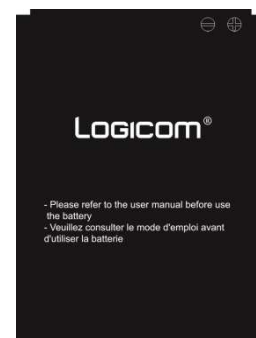 Logicom®
- Please refer to the user manual before use
the battery
- Veuillez consulter le mode d'emploi avant
d'utiliser la batterie